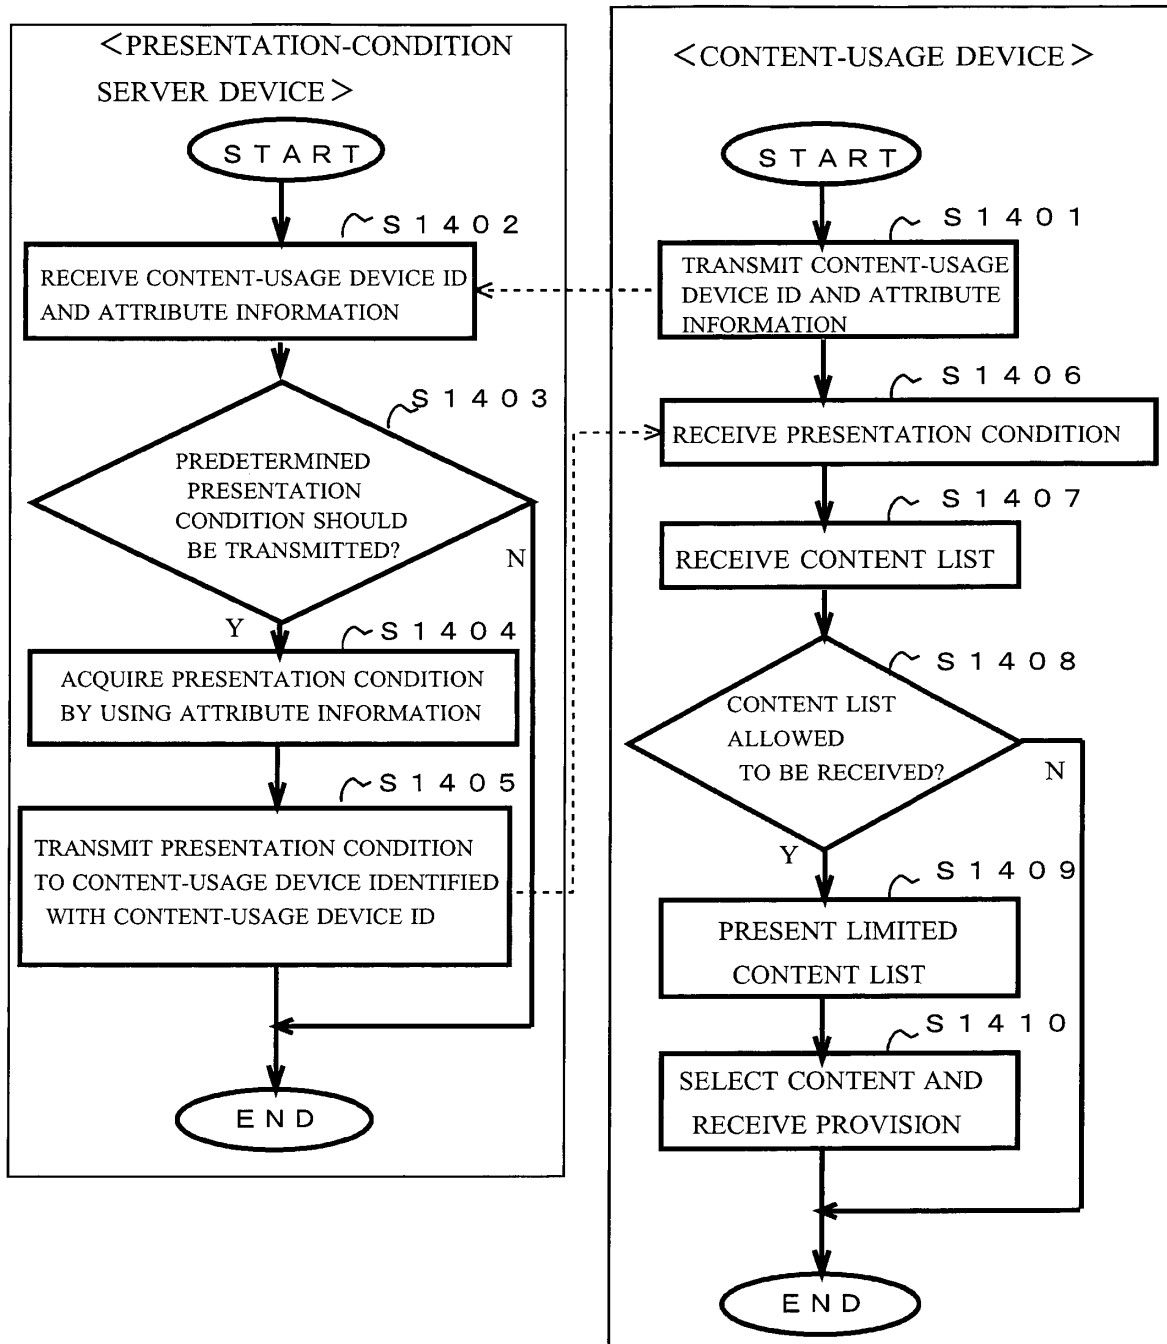 <PRESENTATION-CONDITION
SERVER DEVICE>
START
S1402
RECEIVE CONTENT-USAGE DEVICE ID
AND ATTRIBUTE INFORMATION
S1403
PREDETERMINED
PRESENTATION
CONDITION SHOULD
BE TRANSMITTED?
N
Y
S1404
ACQUIRE PRESENTATION CONDITION
BY USING ATTRIBUTE INFORMATION
S1405
TRANSMIT PRESENTATION CONDITION
TO CONTENT-USAGE DEVICE IDENTIFIED
WITH CONTENT-USAGE DEVICE ID
END
<CONTENT-USAGE DEVICE>
START
S1401
TRANSMIT CONTENT-USAGE
DEVICE ID AND ATTRIBUTE
INFORMATION
S1406
RECEIVE PRESENTATION CONDITION
S1407
RECEIVE CONTENT LIST
S1408
CONTENT LIST
ALLOWED
TO BE RECEIVED?
N
Y
S1409
PRESENT LIMITED
CONTENT LIST
S1410
SELECT CONTENT AND
RECEIVE PROVISION
END